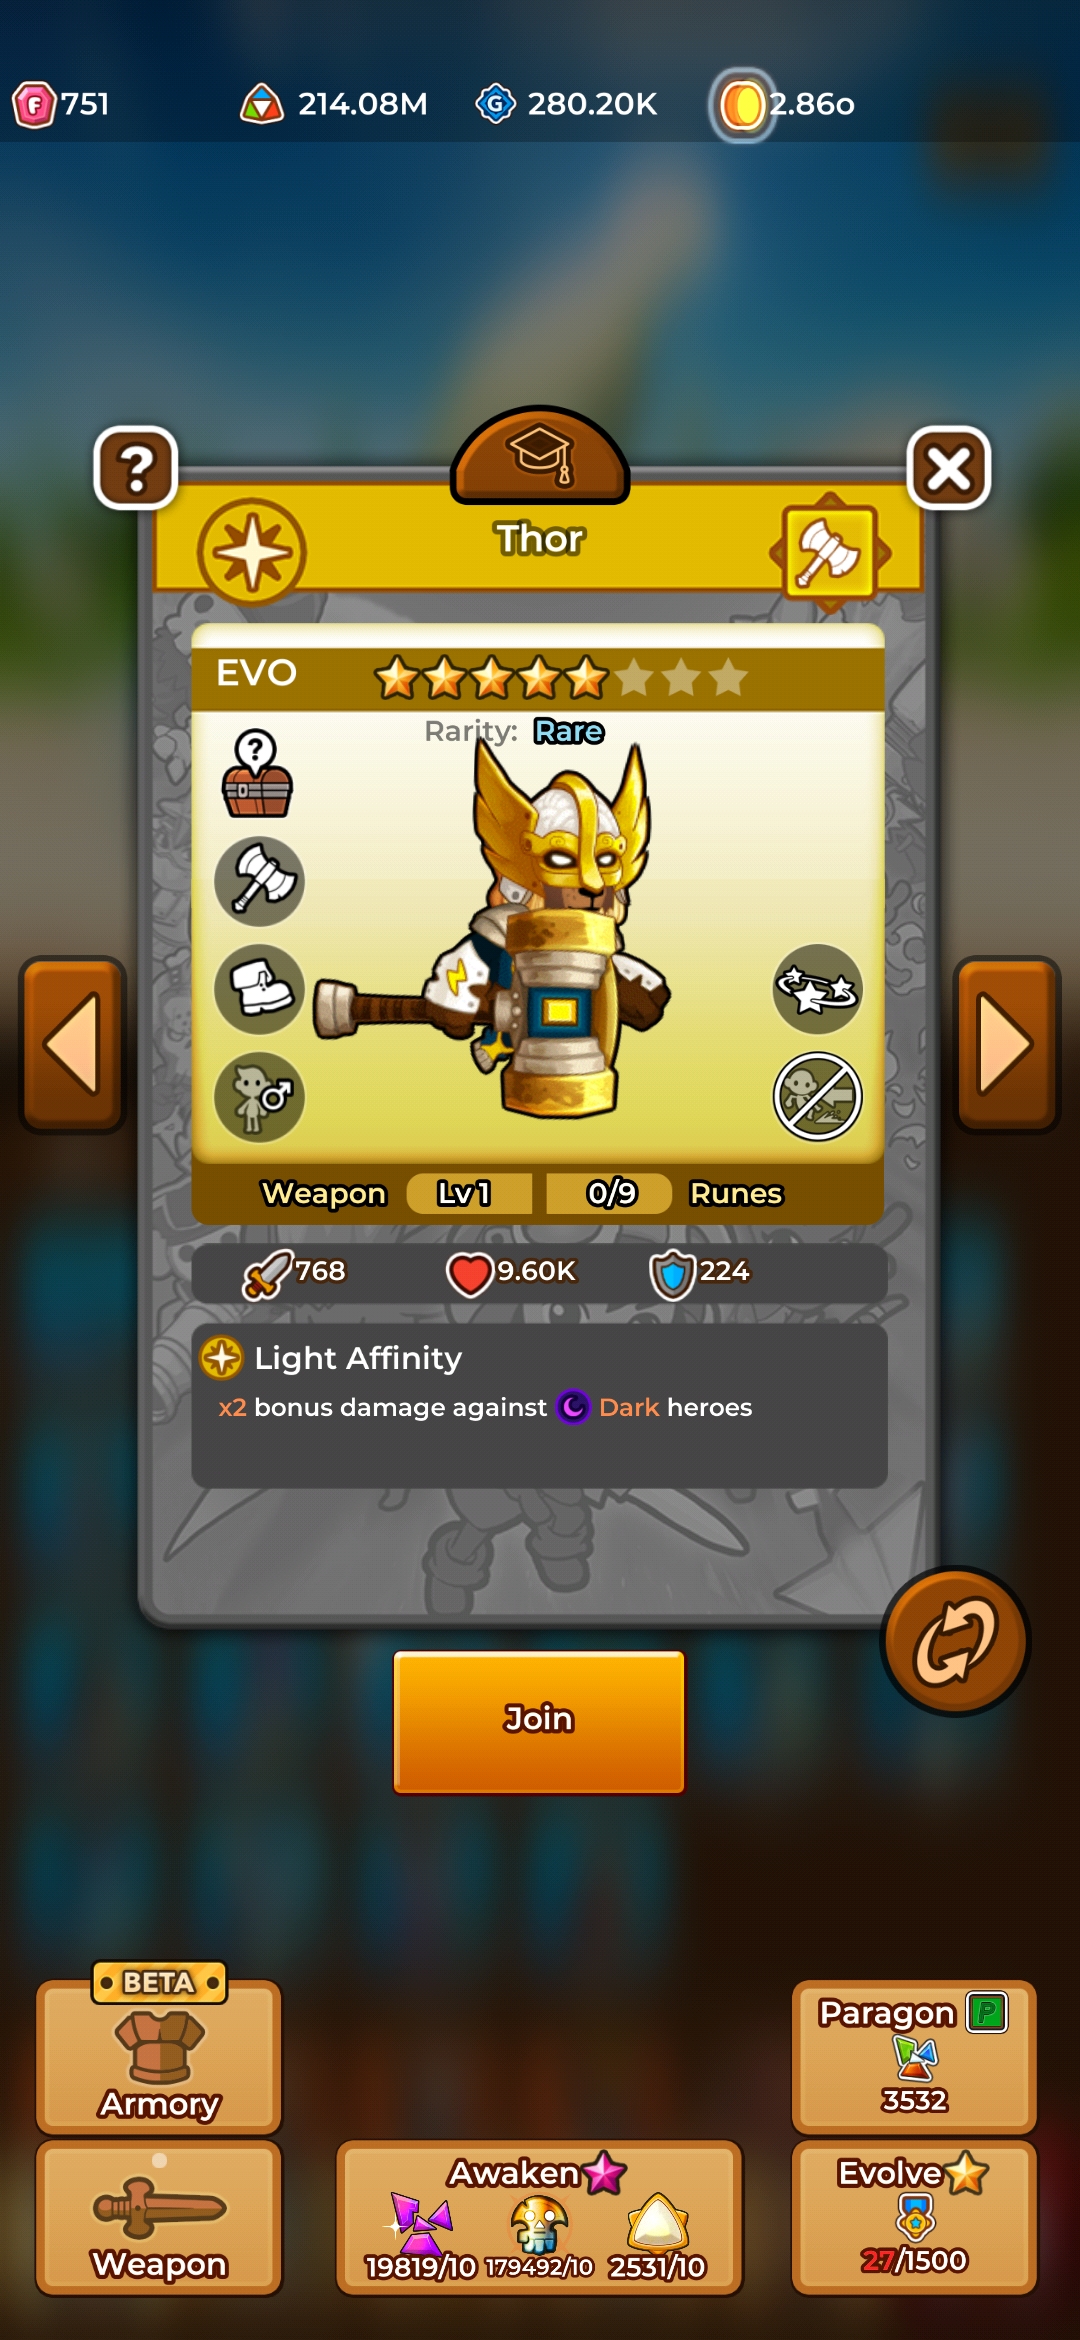 751 214.08M 280.20K 2.86o
?
Thor
EVO
Rarity: Rare
?
Weapon Lv1 0/9 Runes
768 9.60K 224
Light Affinity
x2 bonus damage against Dark heroes
Join
BETA
Armory
Paragon P
3532
Weapon
Awaken
19819/10 179492/10 2531/10
Evolve
27/1500